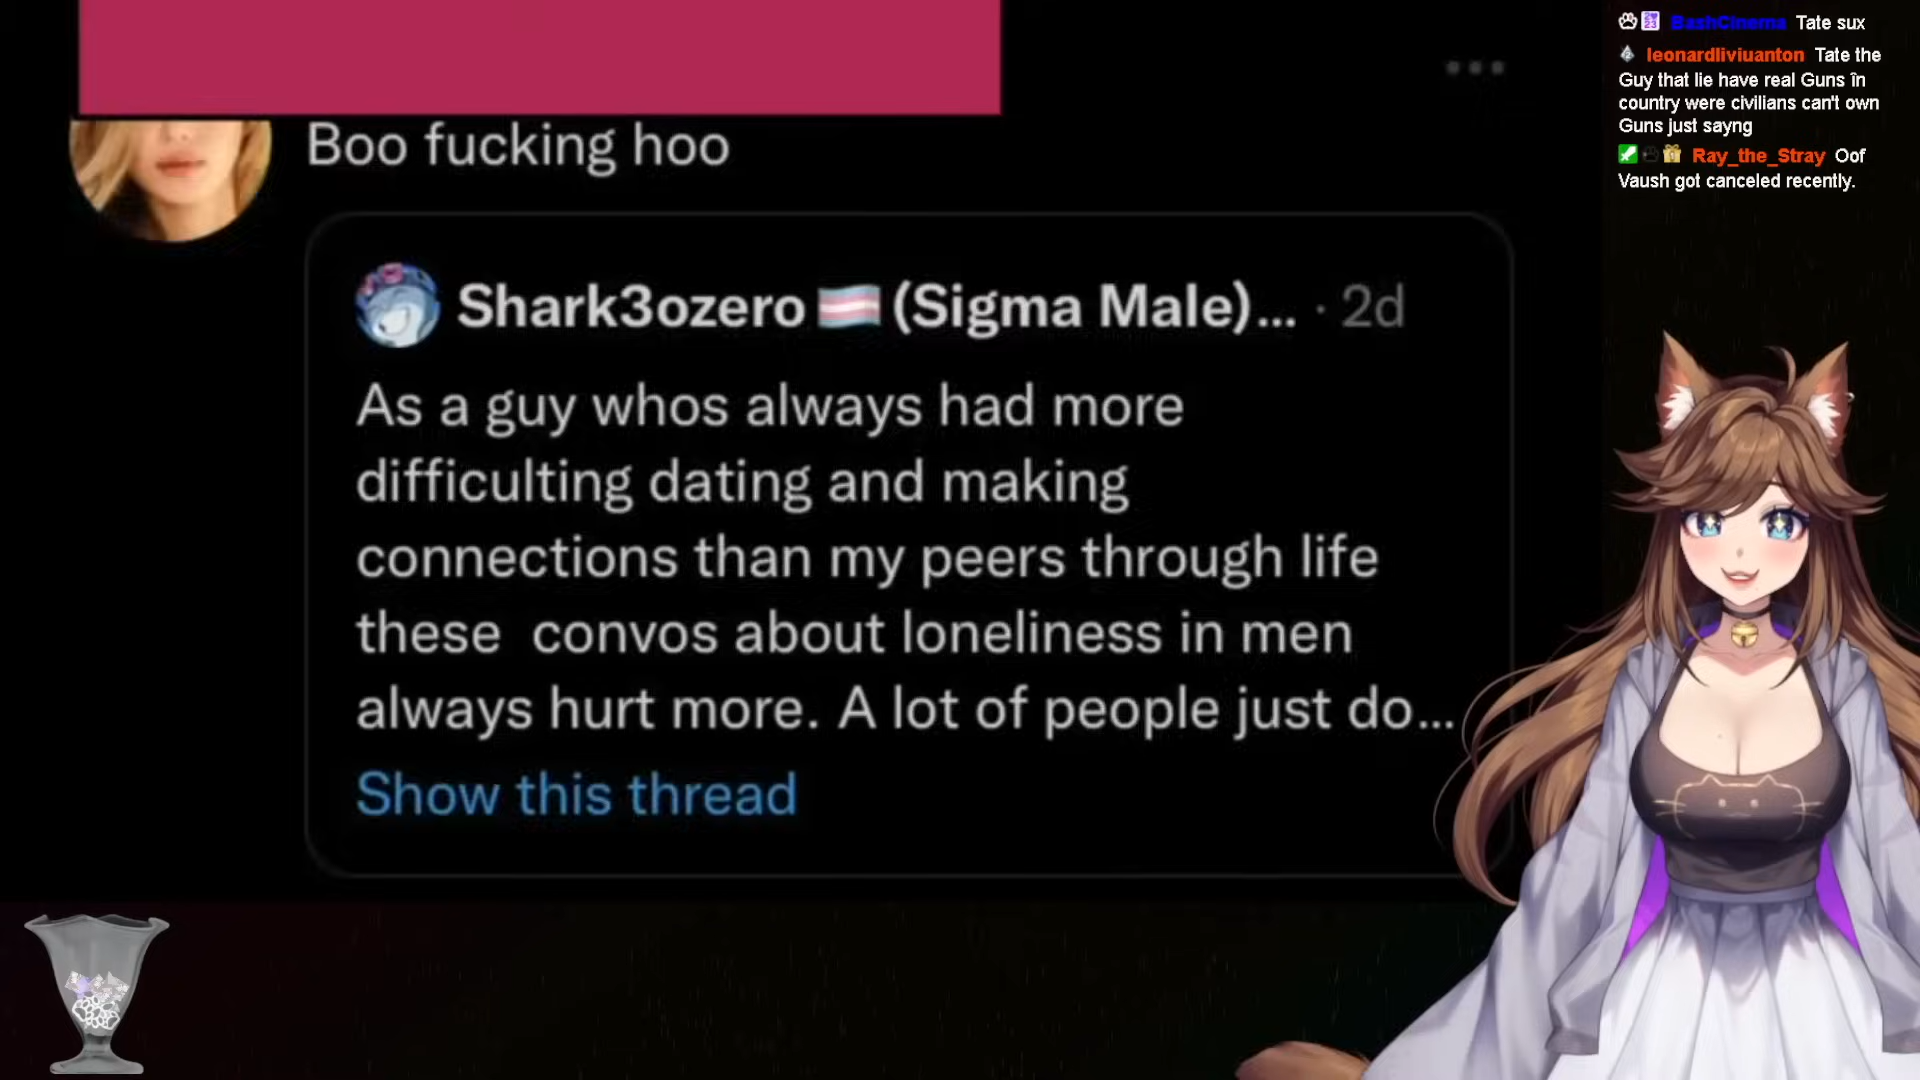 Boo fucking hoo
Shark3ozero 🏳️‍⚧️ (Sigma Male)... · 2d
As a guy whos always had more
difficulting dating and making
connections than my peers through life
these  convos about loneliness in men
always hurt more. A lot of people just do...
Show this thread
BashCinema Tate sux
leonardliviuanton Tate the
Guy that lie have real Guns în
country were civilians can't own
Guns just sayng
Ray_the_Stray Oof
Vaush got canceled recently.